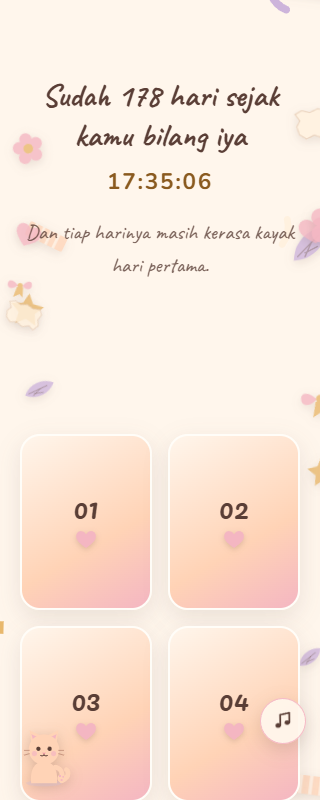 Sudah 178 hari sejak
kamu bilang iya
17:35:06
Dan tiap harinya masih kerasa kayak
hari pertama.
01
02
03
04